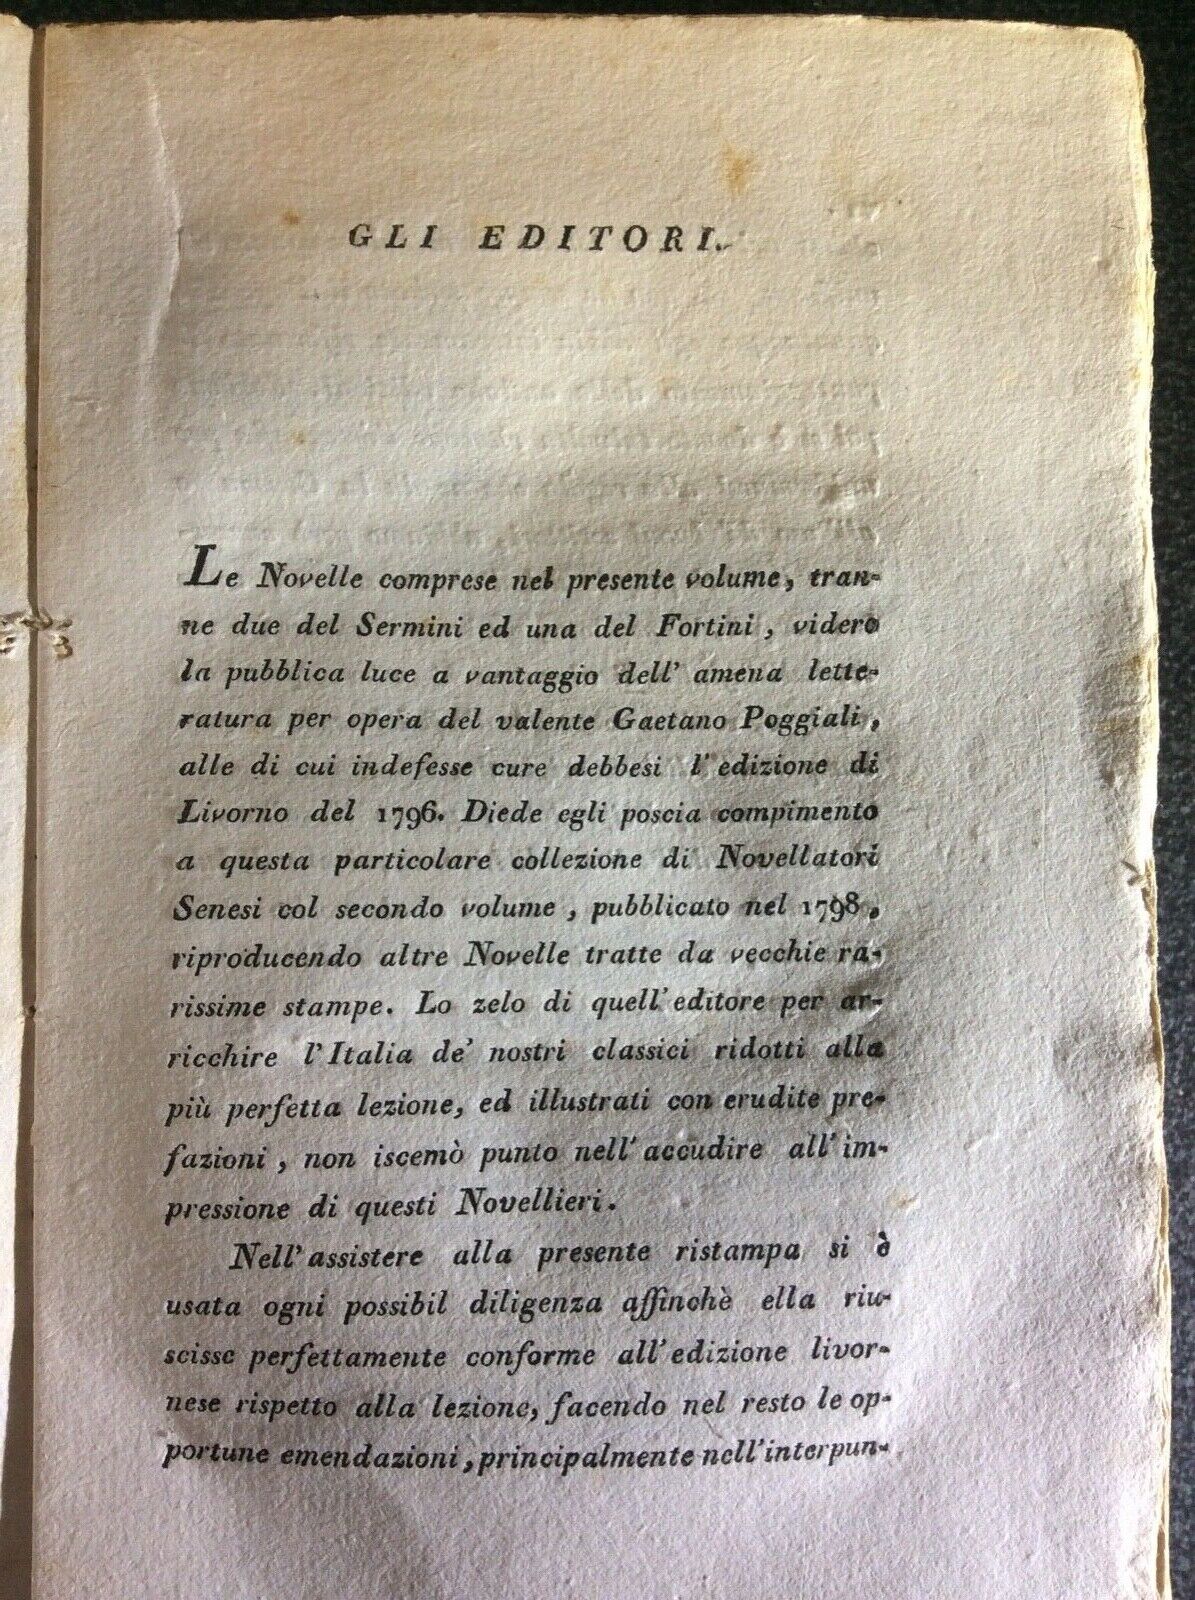 GLI EDITORI.
Le Novelle comprese nel presente volume, tran-
ne due del Sermini ed una del Fortini, videro
la pubblica luce a vantaggio dell' amena lette-
ratura per opera del valente Gaetano Poggiali,
alle di cui indefesse cure debbesi l' edizione di
Livorno del 1796. Diede egli poscia compimento
a questa particolare collezione di Novellatori
Senesi col secondo volume, pubblicato nel 1798,
riproducendo altre Novelle tratte da vecchie ra-
rissime stampe. Lo zelo di quell' editore per ar-
ricchire l' Italia de' nostri classici ridotti alla
più perfetta lezione, ed illustrati con erudite pre-
fazioni, non iscemò punto nell' accudire all' im-
pressione di questi Novellieri.
Nell' assistere alla presente ristampa si è
usata ogni possibil diligenza affinchè ella riu-
scisse perfettamente conforme all' edizione livor-
nese rispetto alla lezione, facendo nel resto le op-
portune emendazioni, principalmente nell' interpun-